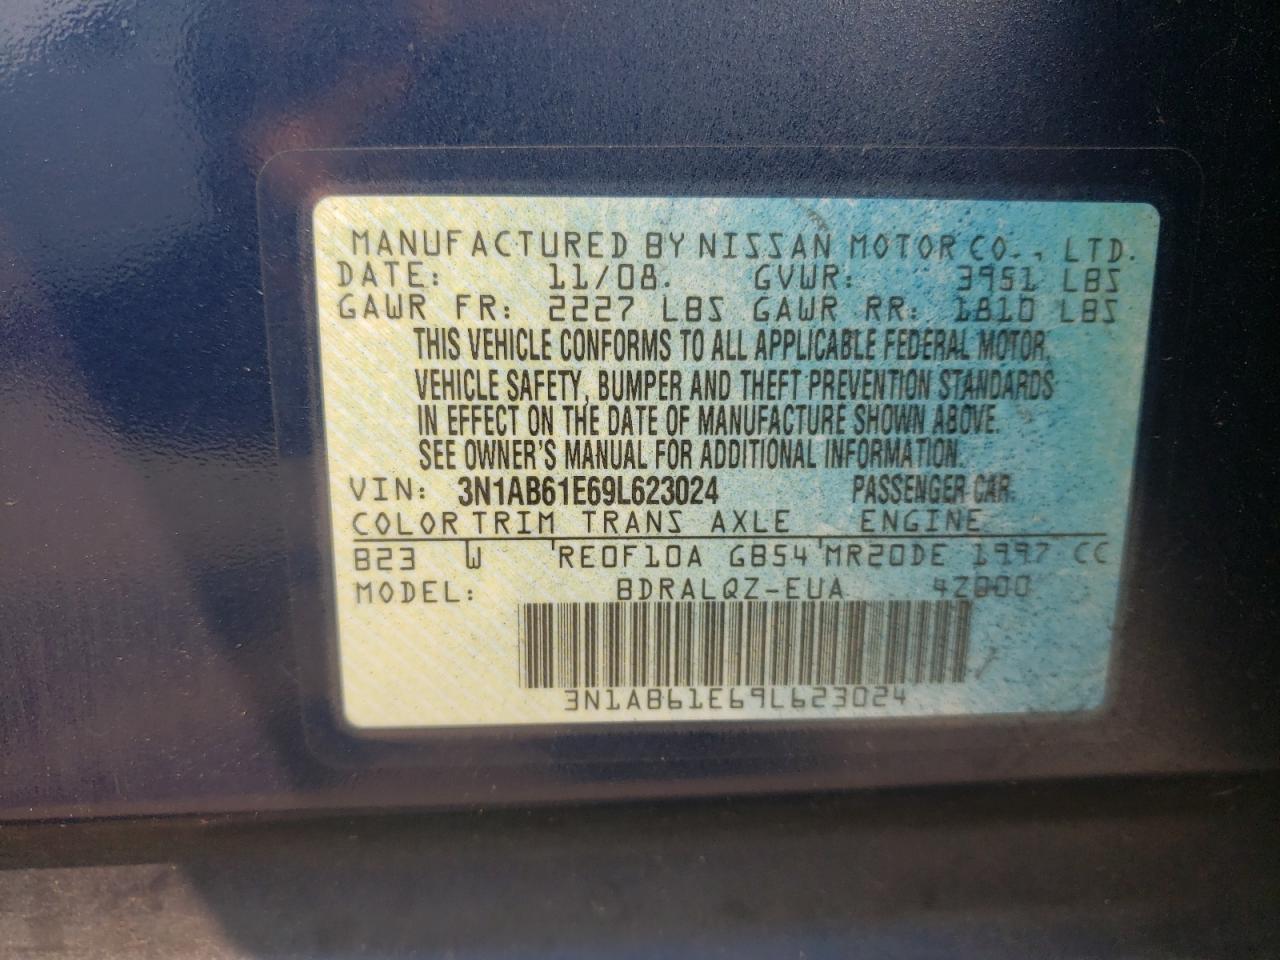 MANUFACTURED BY NISSAN MOTOR CO., LTD.
DATE: 11/08. GVWR: 3951 LBS
GAWR FR: 2227 LBS GAWR RR: 1810 LBS
THIS VEHICLE CONFORMS TO ALL APPLICABLE FEDERAL MOTOR
VEHICLE SAFETY, BUMPER AND THEFT PREVENTION STANDARDS
IN EFFECT ON THE DATE OF MANUFACTURE SHOWN ABOVE.
SEE OWNER'S MANUAL FOR ADDITIONAL INFORMATION.
VIN: 3N1AB61E69L623024 PASSENGER CAR
COLOR TRIM TRANS AXLE ENGINE
B23 W RE0F10A GB54 MR20DE 1997 CC
MODEL: BDRALQZ-EUA 4Z000
3N1AB61E69L623024